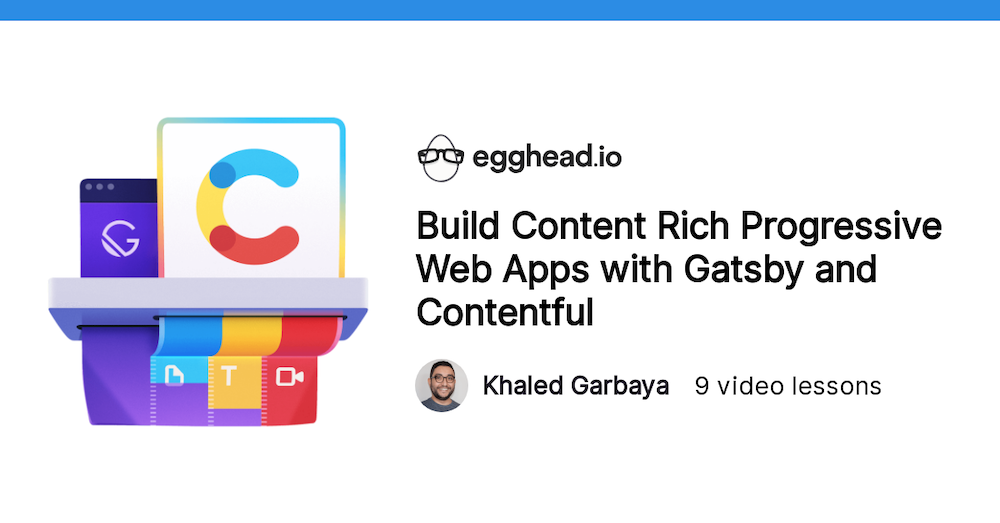 egghead.io
Build Content Rich Progressive
Web Apps with Gatsby and
Contentful
Khaled Garbaya 9 video lessons
T